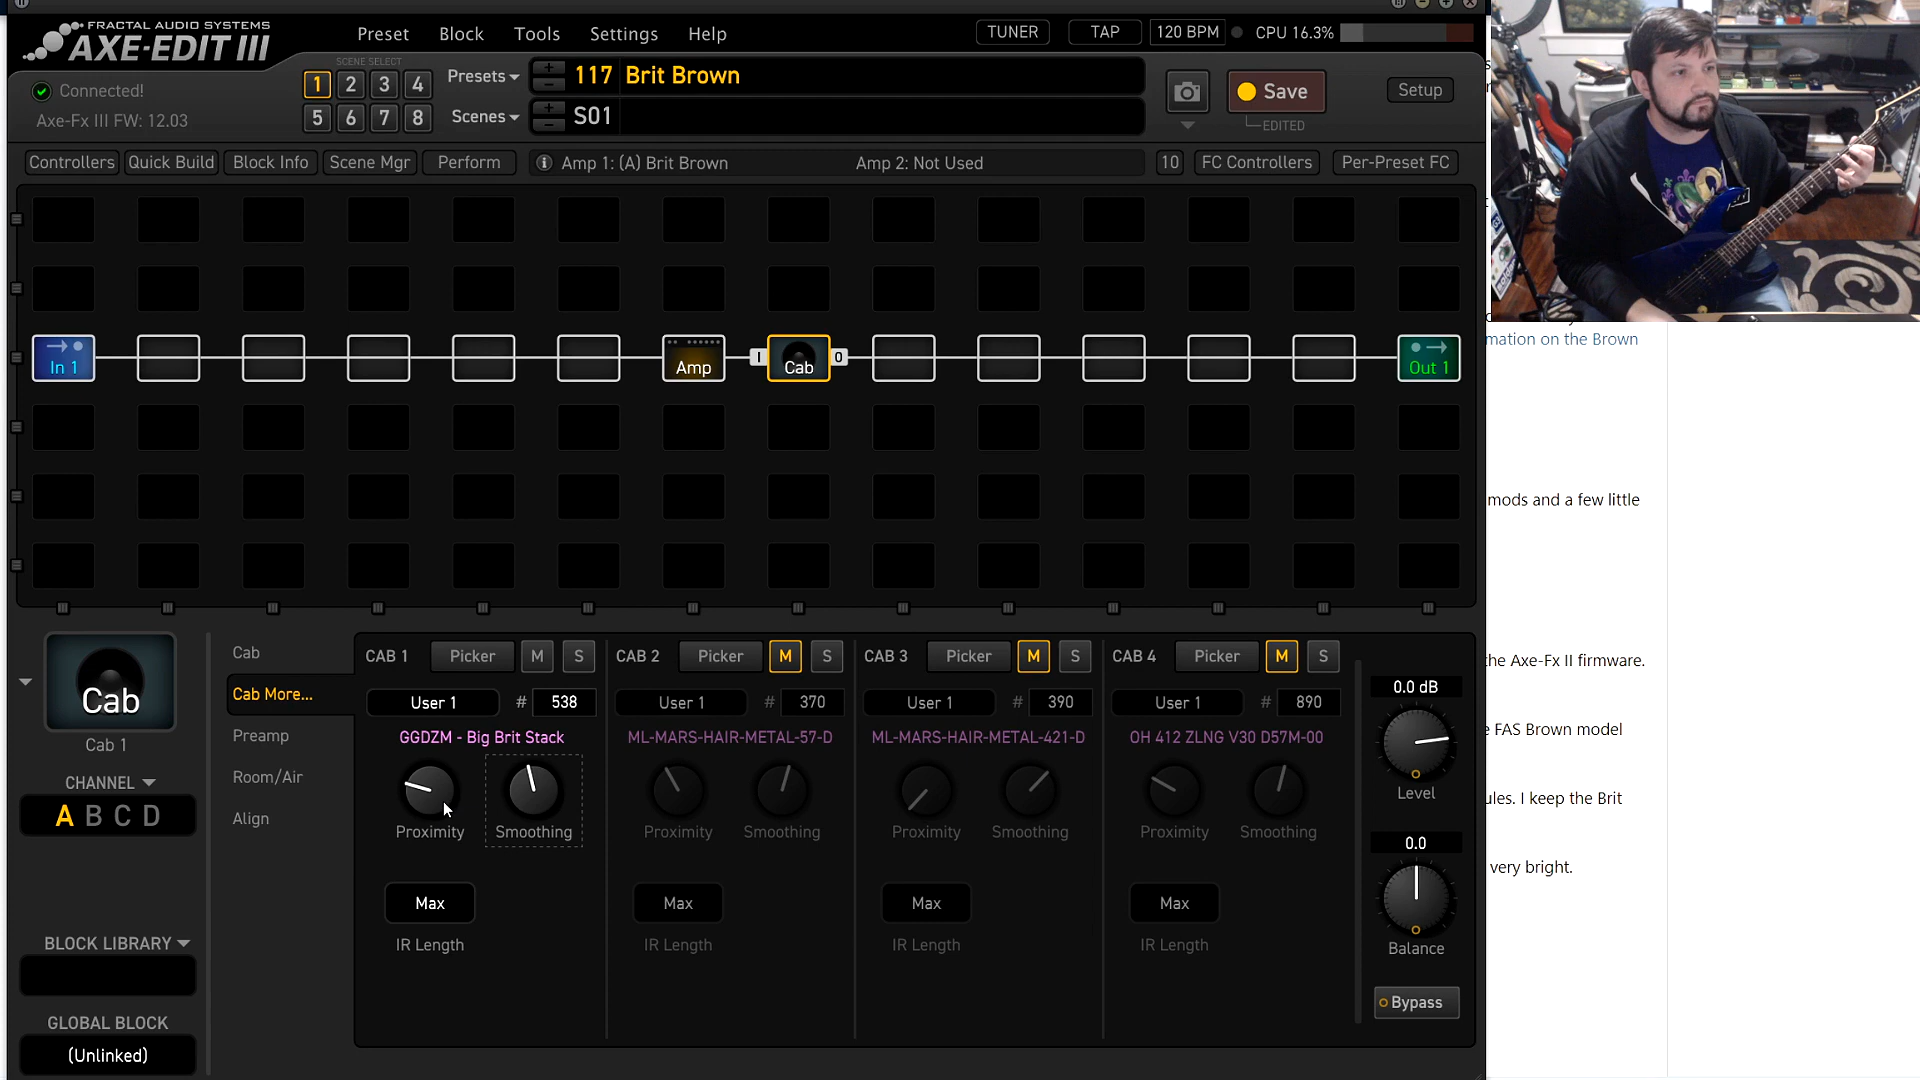 FRACTAL AUDIO SYSTEMS
AXE-EDIT III
Preset Block Tools Settings Help
TUNER TAP 120 BPM CPU 16.3%
Connected!
Axe-Fx III FW: 12.03
SCENE SELECT
1 2 3 4
5 6 7 8
Presets + - 117 Brit Brown
Scenes + - S01
Save
EDITED
Setup
Controllers Quick Build Block Info Scene Mgr Perform
Amp 1: (A) Brit Brown Amp 2: Not Used
10 FC Controllers Per-Preset FC
In 1 Amp I Cab O Out 1
Cab
Cab 1
CHANNEL
A B C D
BLOCK LIBRARY
GLOBAL BLOCK
(Unlinked)
Cab
Cab More...
Preamp
Room/Air
Align
CAB 1 Picker M S
User 1 # 538
GGDZM - Big Brit Stack
Proximity Smoothing
Max
IR Length
CAB 2 Picker M S
User 1 # 370
ML-MARS-HAIR-METAL-57-D
Proximity Smoothing
Max
IR Length
CAB 3 Picker M S
User 1 # 390
ML-MARS-HAIR-METAL-421-D
Proximity Smoothing
Max
IR Length
CAB 4 Picker M S
User 1 # 890
OH 412 ZLNG V30 D57M-00
Proximity Smoothing
Max
IR Length
0.0 dB
Level
0.0
Balance
Bypass
mation on the Brown
mods and a few little
the Axe-Fx II firmware.
FAS Brown model
I keep the Brit
very bright.